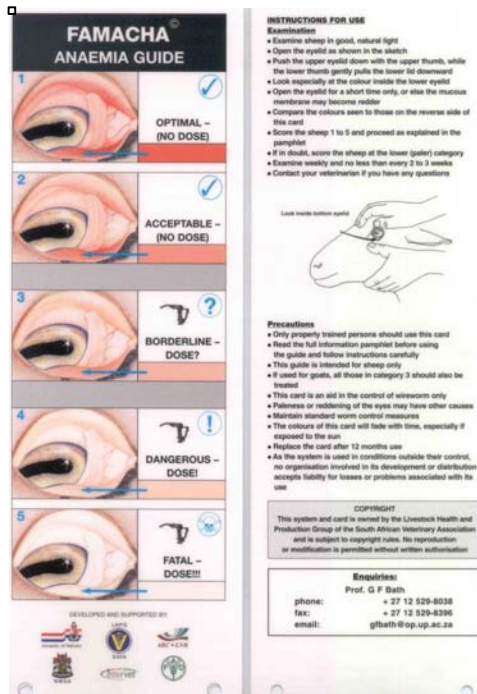 FAMACHA©
ANAEMIA GUIDE
1
OPTIMAL –
(NO DOSE)
2
ACCEPTABLE –
(NO DOSE)
3
?
BORDERLINE –
DOSE?
4
!
DANGEROUS –
DOSE!
5
FATAL –
DOSE!!!
DEVELOPED AND SUPPORTED BY:
INSTRUCTIONS FOR USE
Examination
• Examine sheep in good, natural light
• Open the eyelid as shown in the sketch
• Push the upper eyelid down with the upper thumb, while
the lower thumb gently pulls the lower lid downward
• Look especially at the colour inside the lower eyelid
• Open the eyelid for a short time only, or else the mucous
membrane may become redder
• Compare the colours seen to those on the reverse side of
this card
• Score the sheep 1 to 5 and proceed as explained in the
pamphlet
• If in doubt, score the sheep at the lower (paler) category
• Examine weekly and no less than every 2 to 3 weeks
• Contact your veterinarian if you have any questions
Look inside bottom eyelid
Precautions
• Only properly trained persons should use this card
• Read the full information pamphlet before using
the guide and follow instructions carefully
• This guide is intended for sheep only
• If used for goats, all those in category 3 should also be
treated
• This card is an aid in the control of wireworm only
• Paleness or reddening of the eyes may have other causes
• Maintain standard worm control measures
• The colours of this card will fade with time, especially if
exposed to the sun
• Replace the card after 12 months use
• As the system is used in conditions outside their control,
no organisation involved in its development or distribution
accepts liability for losses or problems associated with its
use
COPYRIGHT
This system and card is owned by the Livestock Health and
Production Group of the South African Veterinary Association
and is subject to copyright rules. No reproduction
or modification is permitted without written authorisation
Enquiries:
Prof. G F Bath
phone: + 27 12 529-8038
fax: + 27 12 529-8396
email: gfbath@op.up.ac.za